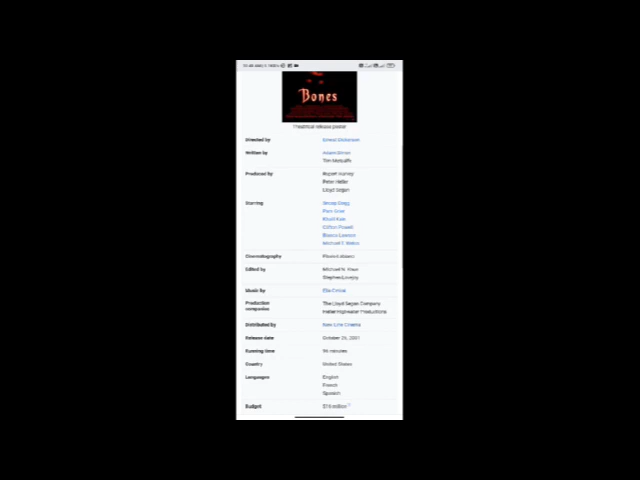 Bones
Theatrical release poster
Directed by
Ernest Dickerson
Written by
Adam Simon
Tim Metcalfe
Produced by
Rupert Harvey
Peter Heller
Lloyd Segan
Starring
Snoop Dogg
Pam Grier
Khalil Kain
Clifton Powell
Bianca Lawson
Michael T. Weiss
Cinematography
Flavio Labiano
Edited by
Michael N. Knue
Stephen Lovejoy
Music by
Elia Cmiral
Production
companies
The Lloyd Segan Company
Heller Highwater Productions
Distributed by
New Line Cinema
Release date
October 26, 2001
Running time
96 minutes
Country
United States
Languages
English
French
Spanish
Budget